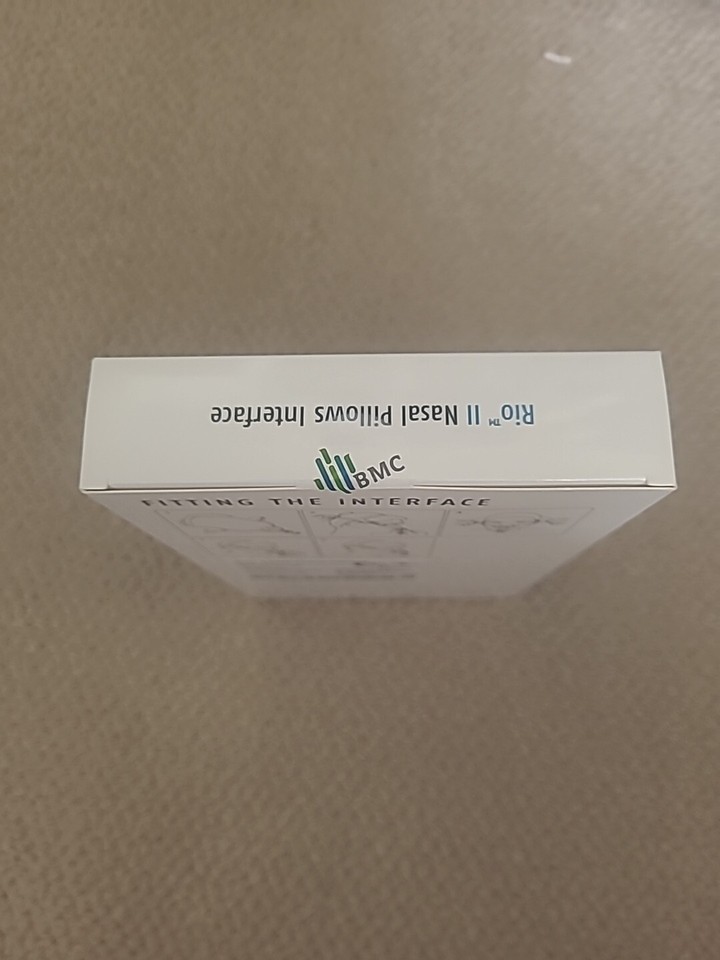 Rio™ II Nasal Pillows Interface
BMC
FITTING THE INTERFACE